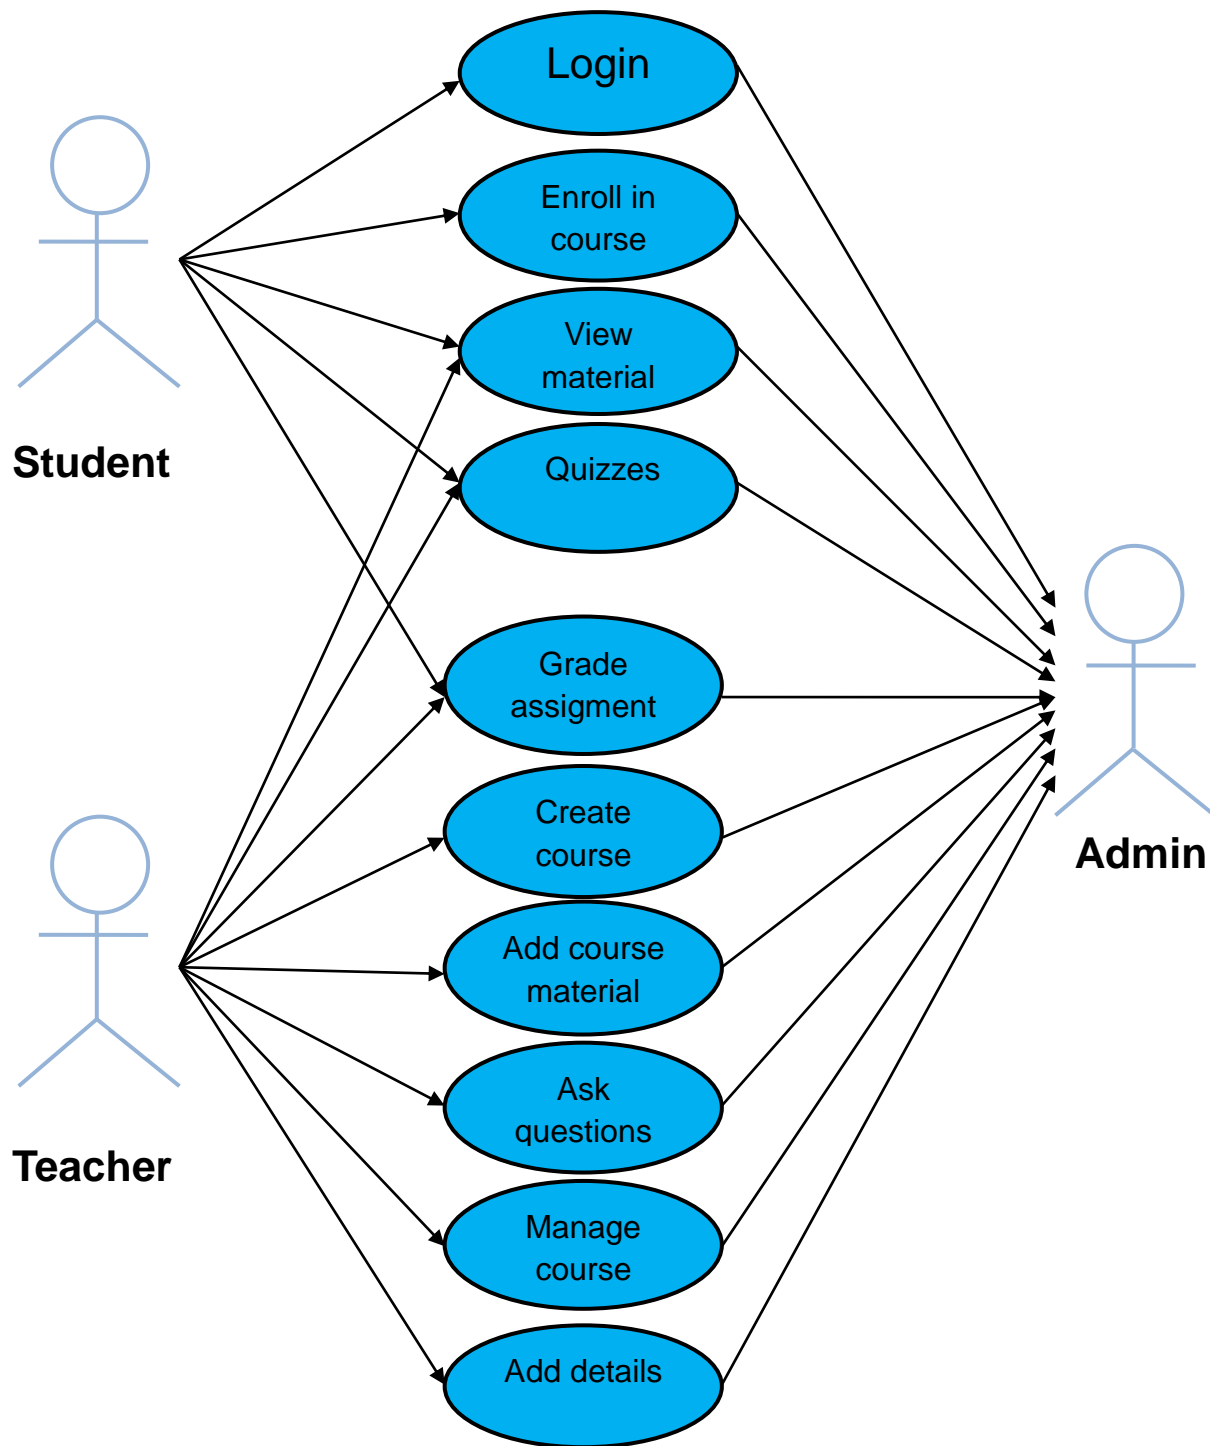 Login
Enroll in
course
View
material
Quizzes
Student
Grade
assigment
Create
course
Admin
Add course
material
Ask
questions
Teacher
Manage
course
Add details